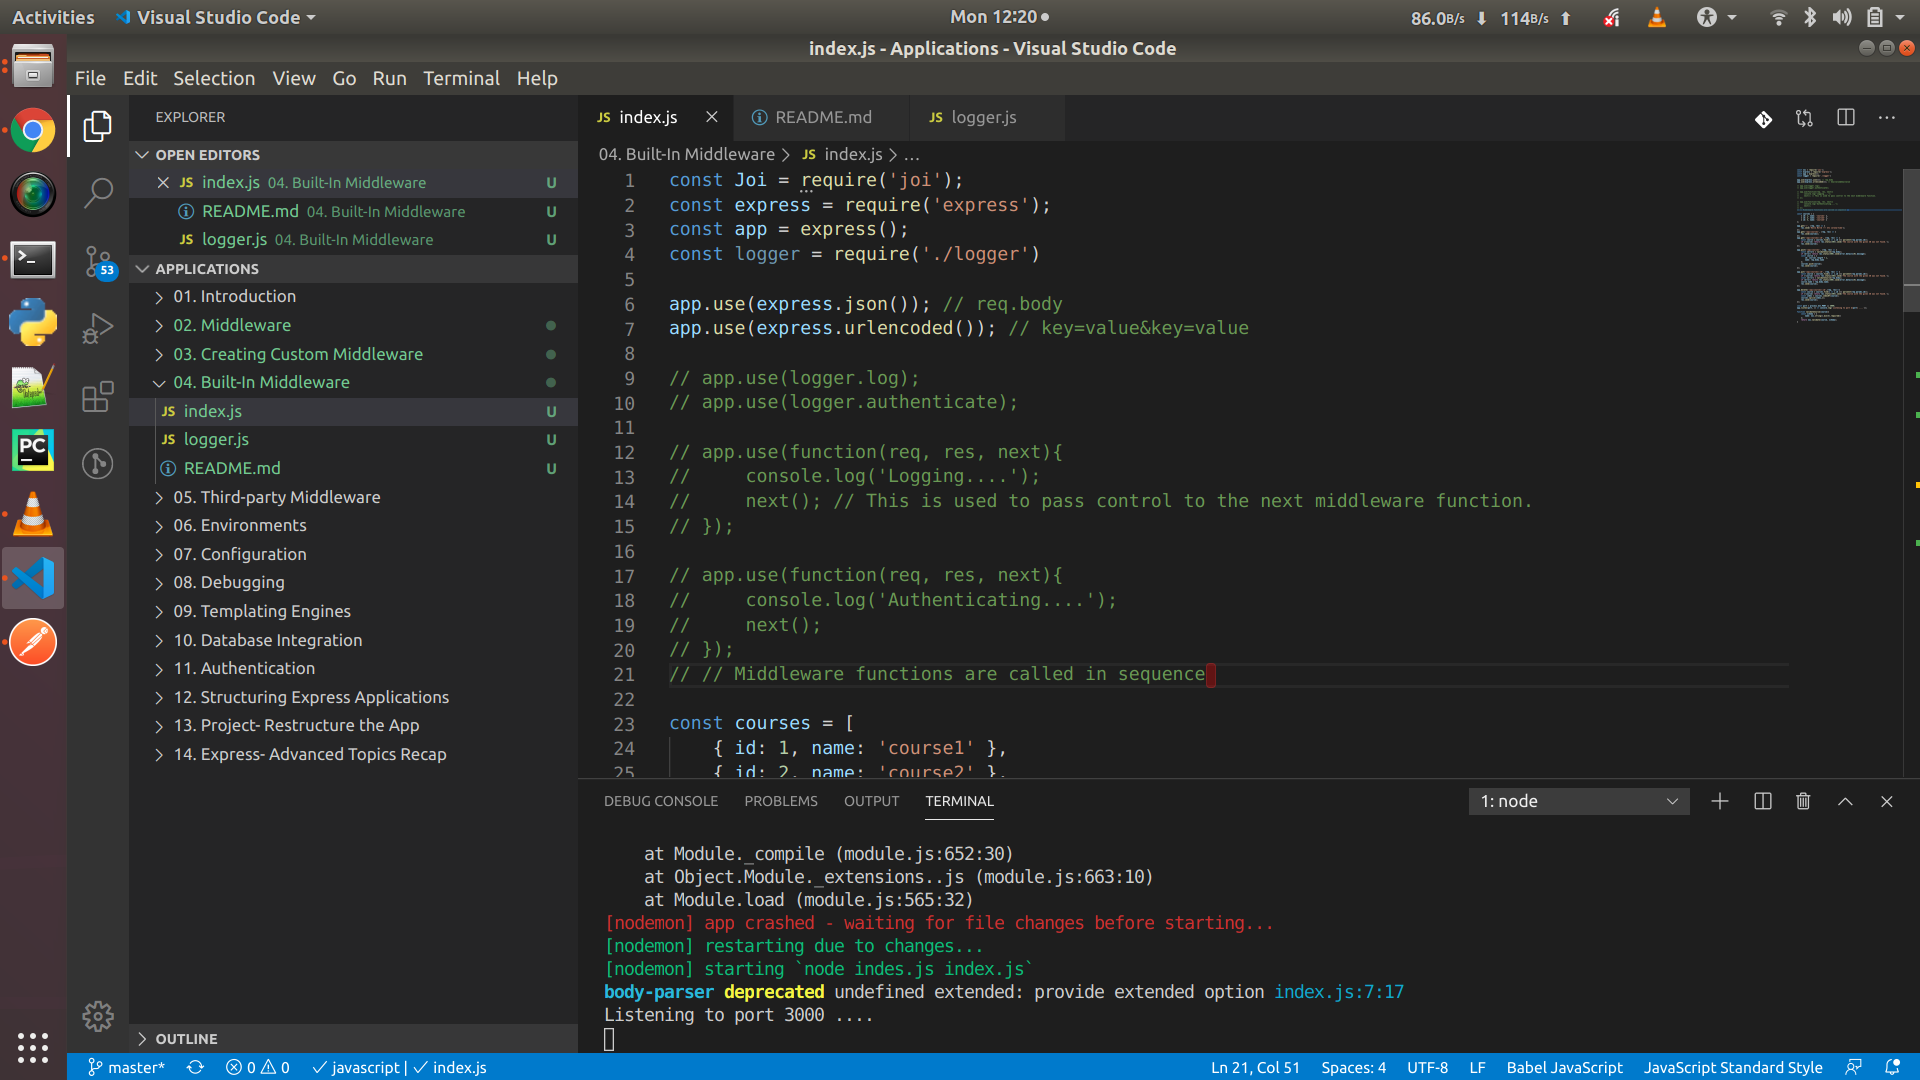 Activities Visual Studio Code Mon 12:20 86.0B/s 114B/s
index.js - Applications - Visual Studio Code
File Edit Selection View Go Run Terminal Help
EXPLORER
OPEN EDITORS
JS index.js 04. Built-In Middleware U
README.md 04. Built-In Middleware U
JS logger.js 04. Built-In Middleware U
APPLICATIONS
01. Introduction
02. Middleware
03. Creating Custom Middleware
04. Built-In Middleware
JS index.js U
JS logger.js U
README.md U
05. Third-party Middleware
06. Environments
07. Configuration
08. Debugging
09. Templating Engines
10. Database Integration
11. Authentication
12. Structuring Express Applications
13. Project- Restructure the App
14. Express- Advanced Topics Recap
OUTLINE
53
PC
JS index.js README.md JS logger.js
04. Built-In Middleware > JS index.js > ...
1 const Joi = require('joi');
2 const express = require('express');
3 const app = express();
4 const logger = require('./logger')
5
6 app.use(express.json()); // req.body
7 app.use(express.urlencoded()); // key=value&key=value
8
9 // app.use(logger.log);
10 // app.use(logger.authenticate);
11
12 // app.use(function(req, res, next){
13 //     console.log('Logging....');
14 //     next(); // This is used to pass control to the next middleware function.
15 // });
16
17 // app.use(function(req, res, next){
18 //     console.log('Authenticating....');
19 //     next();
20 // });
21 // // Middleware functions are called in sequence
22
23 const courses = [
24     { id: 1, name: 'course1' },
25     { id: 2, name: 'course2' },
DEBUG CONSOLE PROBLEMS OUTPUT TERMINAL 1: node
at Module._compile (module.js:652:30)
at Object.Module._extensions..js (module.js:663:10)
at Module.load (module.js:565:32)
[nodemon] app crashed - waiting for file changes before starting...
[nodemon] restarting due to changes...
[nodemon] starting `node indes.js index.js`
body-parser deprecated undefined extended: provide extended option index.js:7:17
Listening to port 3000 ....
master* 0 0 javascript | index.js Ln 21, Col 51 Spaces: 4 UTF-8 LF Babel JavaScript JavaScript Standard Style